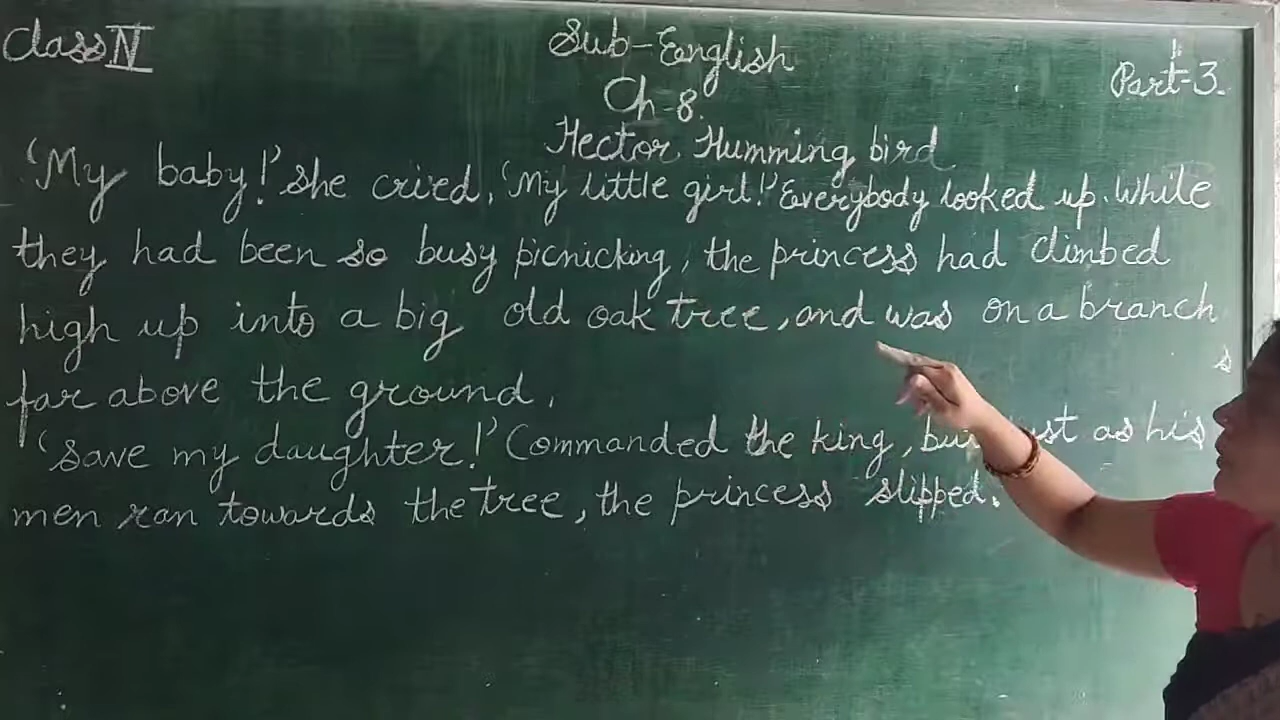 Class IV
Sub-English
Part-3.
Ch-8.
Hector Humming bird
'My baby!' she cried, 'My little girl!' Everybody looked up. While
they had been so busy picnicking, the princess had climbed
high up into a big old oak tree, and was on a branch
s
far above the ground.
'Save my daughter!' Commanded the king, but just as his
men ran towards the tree, the princess slipped.